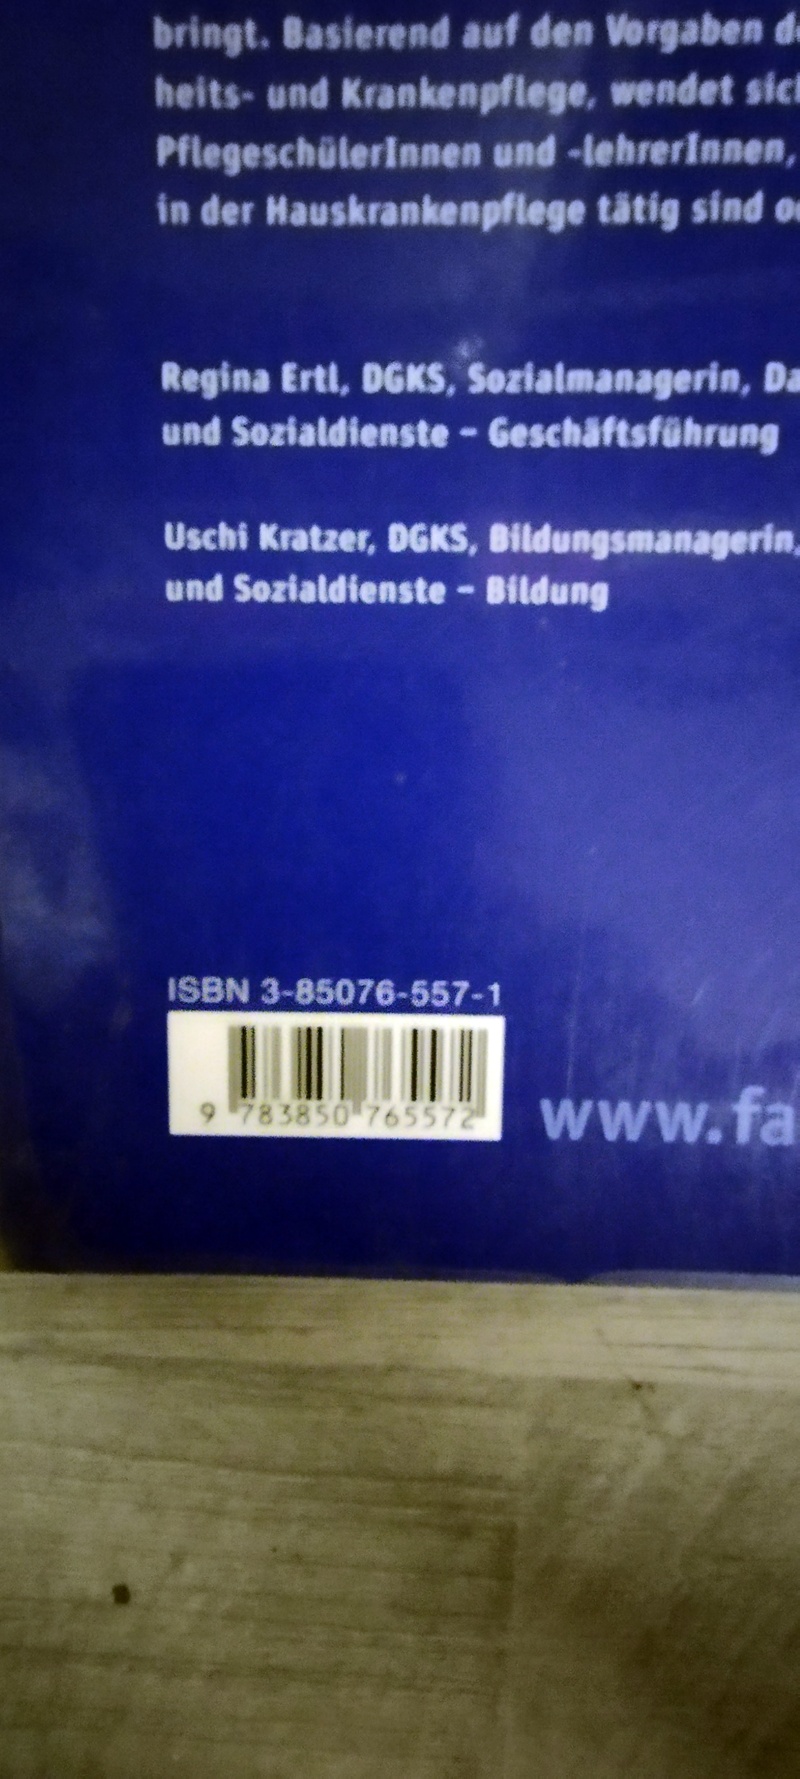 bringt. Basierend auf den Vorgaben
heits- und Krankenpflege, wendet
PflegeschülerInnen und -lehrerInnen,
in der Hauskrankenpflege tätig sind
Regina Ertl, DGKS, Sozialmanagerin,
und Sozialdienste – Geschäftsführung
Uschi Kratzer, DGKS, Bildungsmanagerin,
und Sozialdienste – Bildung
ISBN 3-85076-557-1
9 783850 765572
www.fa